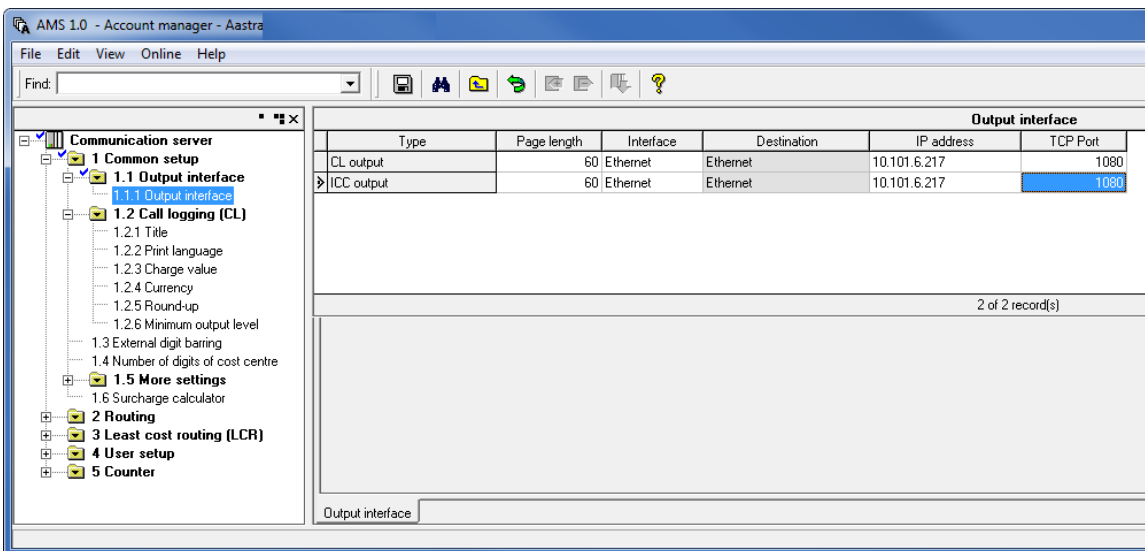 AMS 1.0 - Account manager - Aastra
File Edit View Online Help
Find:
Communication server
1 Common setup
1.1 Output interface
1.1.1 Output interface
1.2 Call logging (CL)
1.2.1 Title
1.2.2 Print language
1.2.3 Charge value
1.2.4 Currency
1.2.5 Round-up
1.2.6 Minimum output level
1.3 External digit barring
1.4 Number of digits of cost centre
1.5 More settings
1.6 Surcharge calculator
2 Routing
3 Least cost routing (LCR)
4 User setup
5 Counter
Output interface
Type Page length Interface Destination IP address TCP Port
CL output 60 Ethernet Ethernet 10.101.6.217 1080
ICC output 60 Ethernet Ethernet 10.101.6.217 1080
2 of 2 record(s)
Output interface